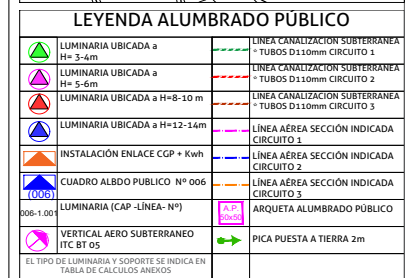 LEYENDA ALUMBRADO PÚBLICO
LUMINARIA UBICADA a
H= 3-4m
LINEA CANALIZACION SUBTERRANEA
* TUBOS D110mm CIRCUITO 1
LUMINARIA UBICADA a
H= 5-6m
LINEA CANALIZACION SUBTERRANEA
* TUBOS D110mm CIRCUITO 2
LUMINARIA UBICADA a H=8-10 m
LINEA CANALIZACION SUBTERRANEA
* TUBOS D110mm CIRCUITO 3
LUMINARIA UBICADA a H=12-14m
LÍNEA AÉREA SECCIÓN INDICADA
CIRCUITO 1
INSTALACIÓN ENLACE CGP + Kwh
LÍNEA AÉREA SECCIÓN INDICADA
CIRCUITO 2
(006)
CUADRO ALBDO PUBLICO Nº 006
LÍNEA AÉREA SECCIÓN INDICADA
CIRCUITO 3
006-1.001
LUMINARIA (CAP -LÍNEA- Nº)
A.P.
50x50
ARQUETA ALUMBRADO PÚBLICO
VERTICAL AERO SUBTERRANEO
ITC BT 05
PICA PUESTA A TIERRA 2m
EL TIPO DE LUMINARIA Y SOPORTE SE INDICA EN
TABLA DE CALCULOS ANEXOS